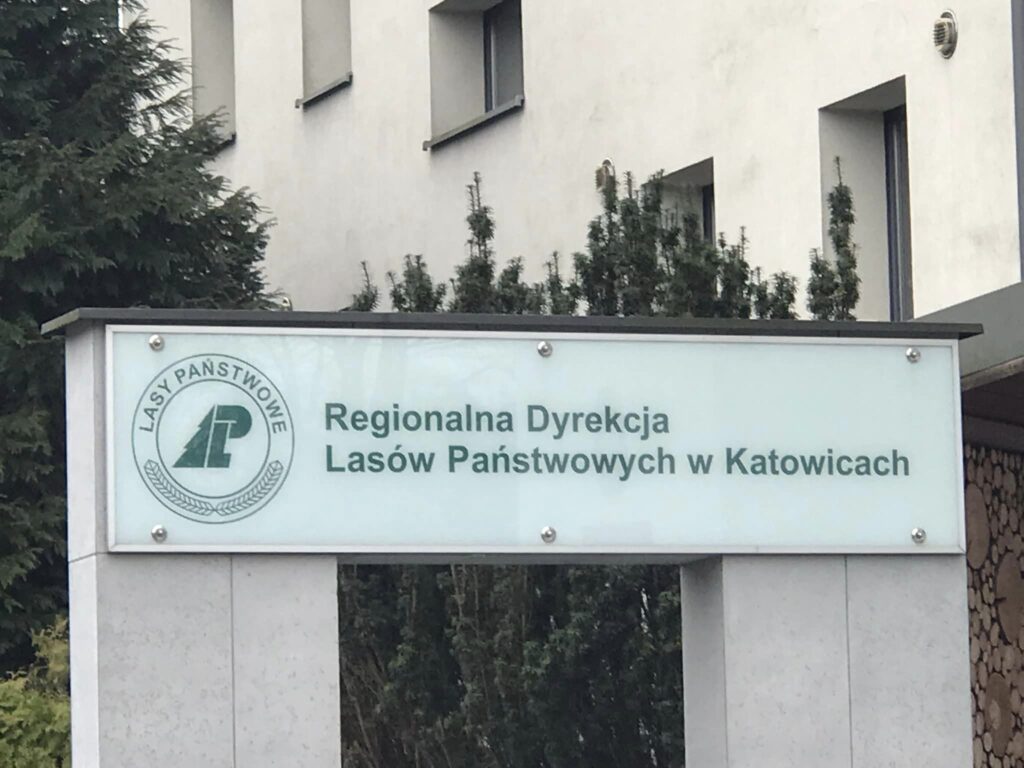 LASY PAŃSTWOWE
LP
Regionalna Dyrekcja
Lasów Państwowych w Katowicach